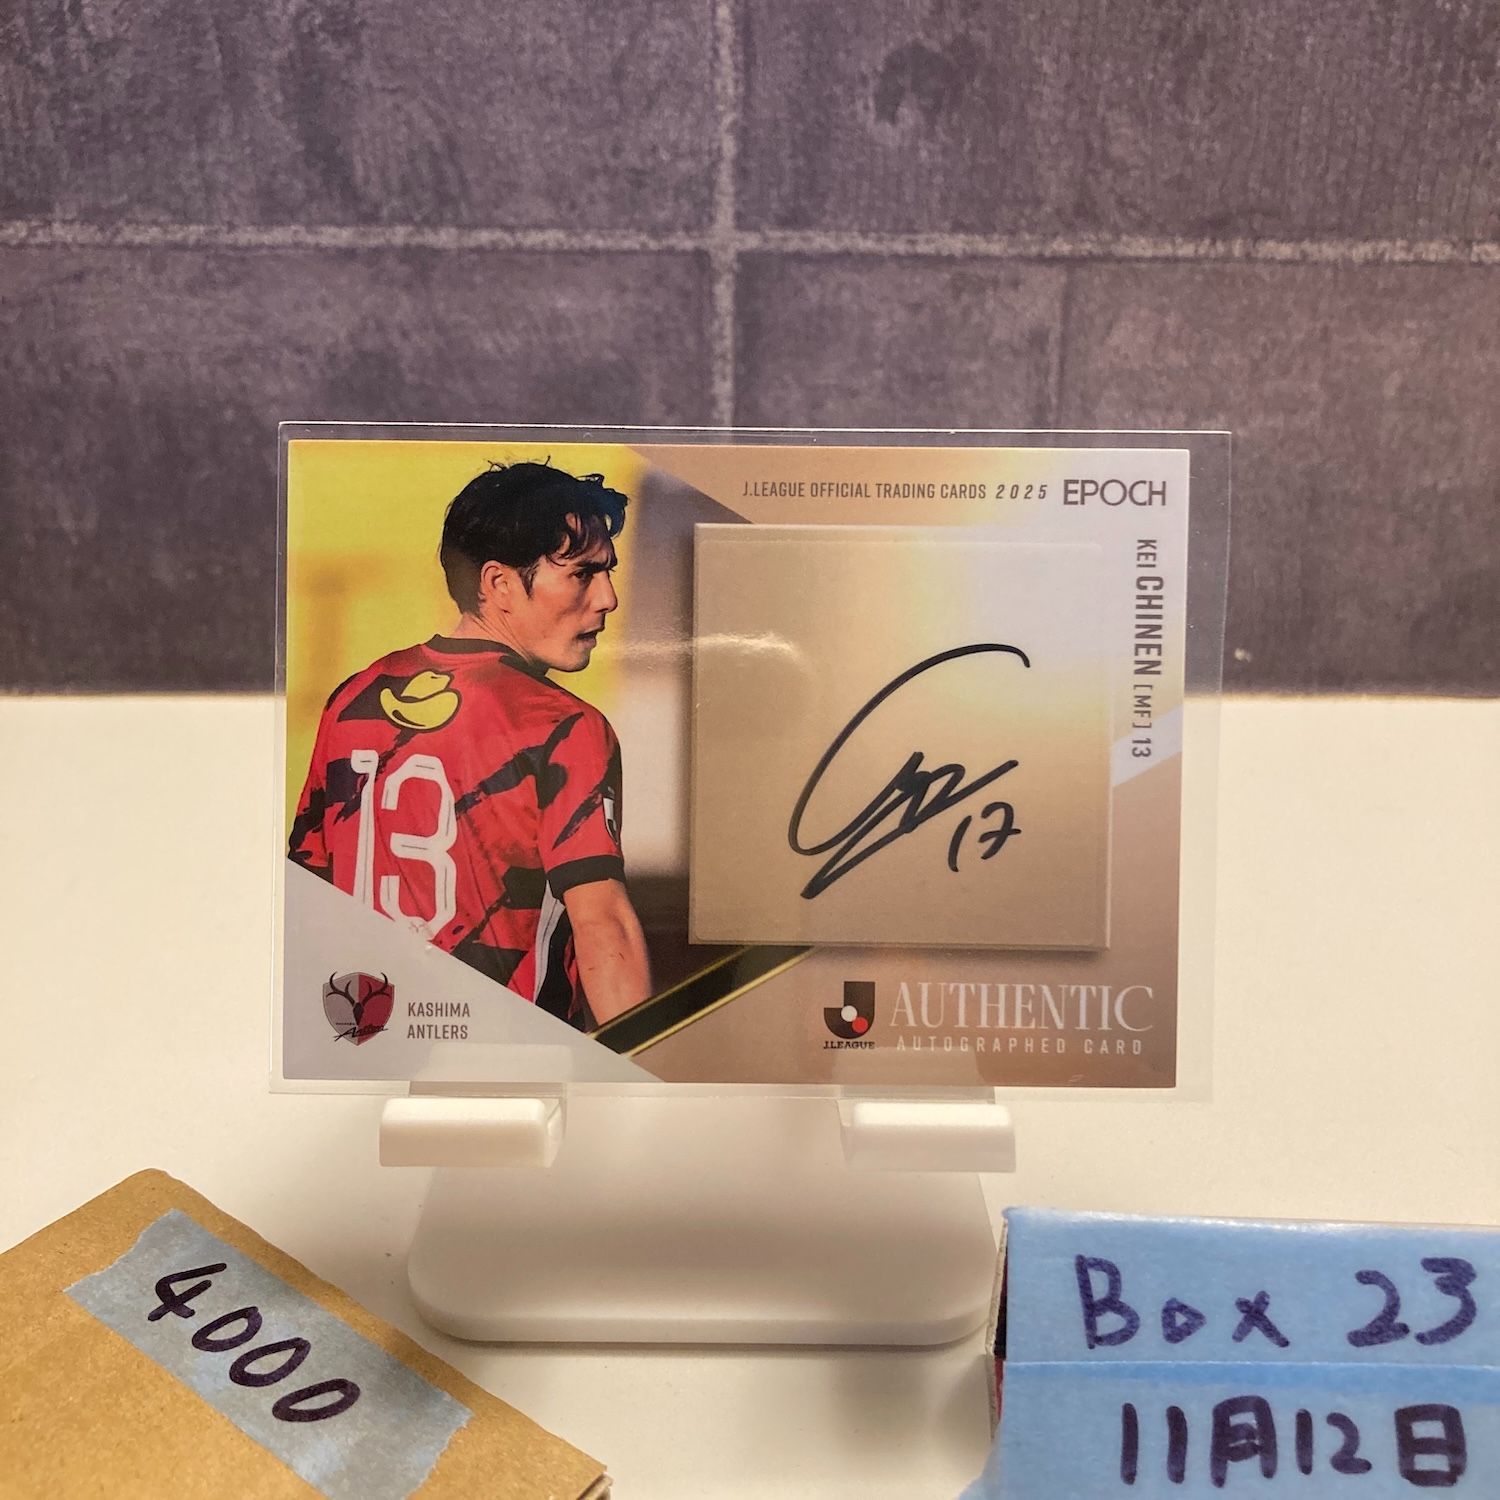 J.LEAGUE OFFICIAL TRADING CARDS 2025 EPOCH
KEI CHINEN [MF] 13
13
KASHIMA
ANTLERS
Antlers
J.LEAGUE
AUTHENTIC
AUTOGRAPHED CARD
4000
Box 23
11月12日